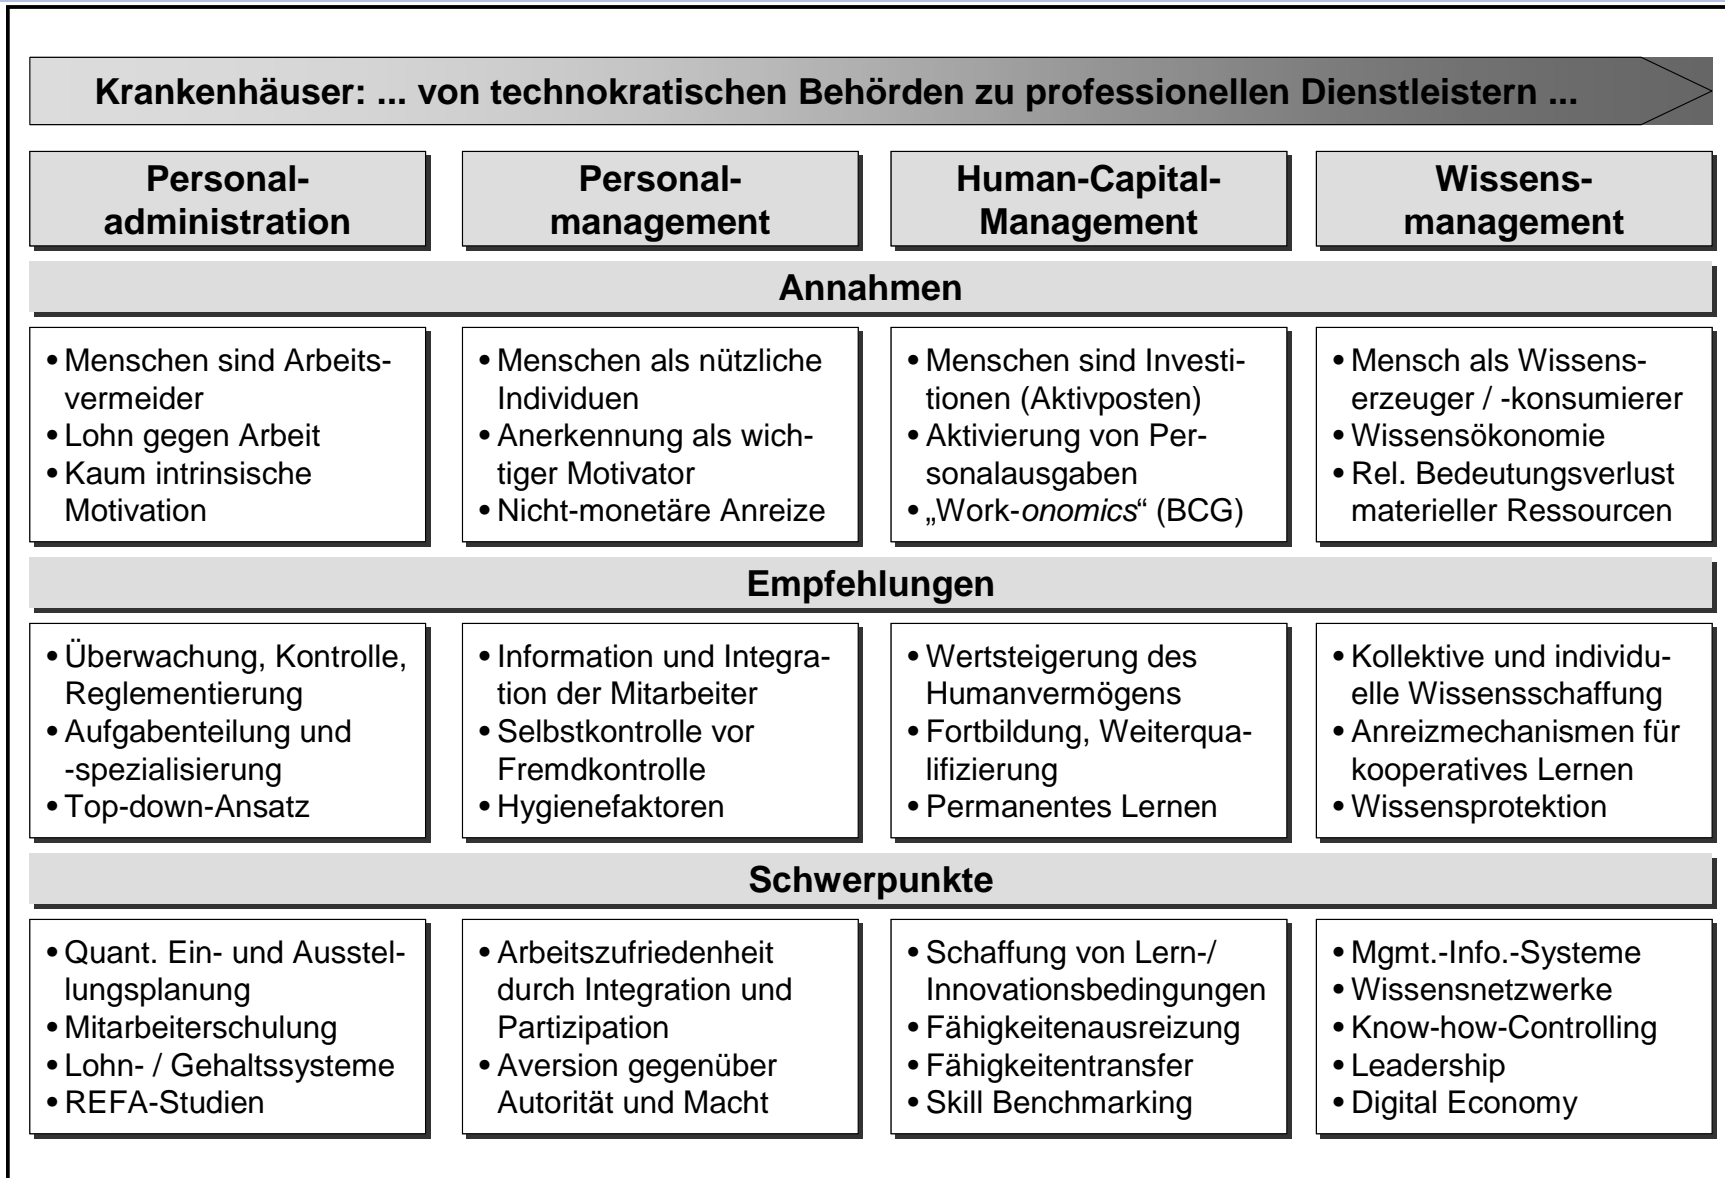 Krankenhäuser: ... von technokratischen Behörden zu professionellen Dienstleistern ...
Personal-
administration
Personal-
management
Human-Capital-
Management
Wissens-
management
Annahmen
• Menschen sind Arbeits-
vermeider
• Lohn gegen Arbeit
• Kaum intrinsische
Motivation
• Menschen als nützliche
Individuen
• Anerkennung als wich-
tiger Motivator
• Nicht-monetäre Anreize
• Menschen sind Investi-
tionen (Aktivposten)
• Aktivierung von Per-
sonalausgaben
• „Work-onomics“ (BCG)
• Mensch als Wissens-
erzeuger / -konsumierer
• Wissensökonomie
• Rel. Bedeutungsverlust
materieller Ressourcen
Empfehlungen
• Überwachung, Kontrolle,
Reglementierung
• Aufgabenteilung und
-spezialisierung
• Top-down-Ansatz
• Information und Integra-
tion der Mitarbeiter
• Selbstkontrolle vor
Fremdkontrolle
• Hygienefaktoren
• Wertsteigerung des
Humanvermögens
• Fortbildung, Weiterqua-
lifizierung
• Permanentes Lernen
• Kollektive und individu-
elle Wissensschaffung
• Anreizmechanismen für
kooperatives Lernen
• Wissensprotektion
Schwerpunkte
• Quant. Ein- und Ausstel-
lungsplanung
• Mitarbeiterschulung
• Lohn- / Gehaltssysteme
• REFA-Studien
• Arbeitszufriedenheit
durch Integration und
Partizipation
• Aversion gegenüber
Autorität und Macht
• Schaffung von Lern-/
Innovationsbedingungen
• Fähigkeitenausreizung
• Fähigkeitentransfer
• Skill Benchmarking
• Mgmt.-Info.-Systeme
• Wissensnetzwerke
• Know-how-Controlling
• Leadership
• Digital Economy